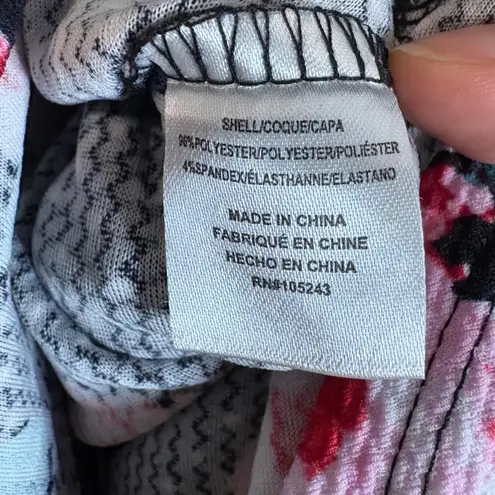 SHELL/COQUE/CAPA
96%POLYESTER/POLYESTER/POLIÉSTER
4%SPANDEX/ÉLASTHANNE/ELASTANO
MADE IN CHINA
FABRIQUÉ EN CHINE
HECHO EN CHINA
RN#105243